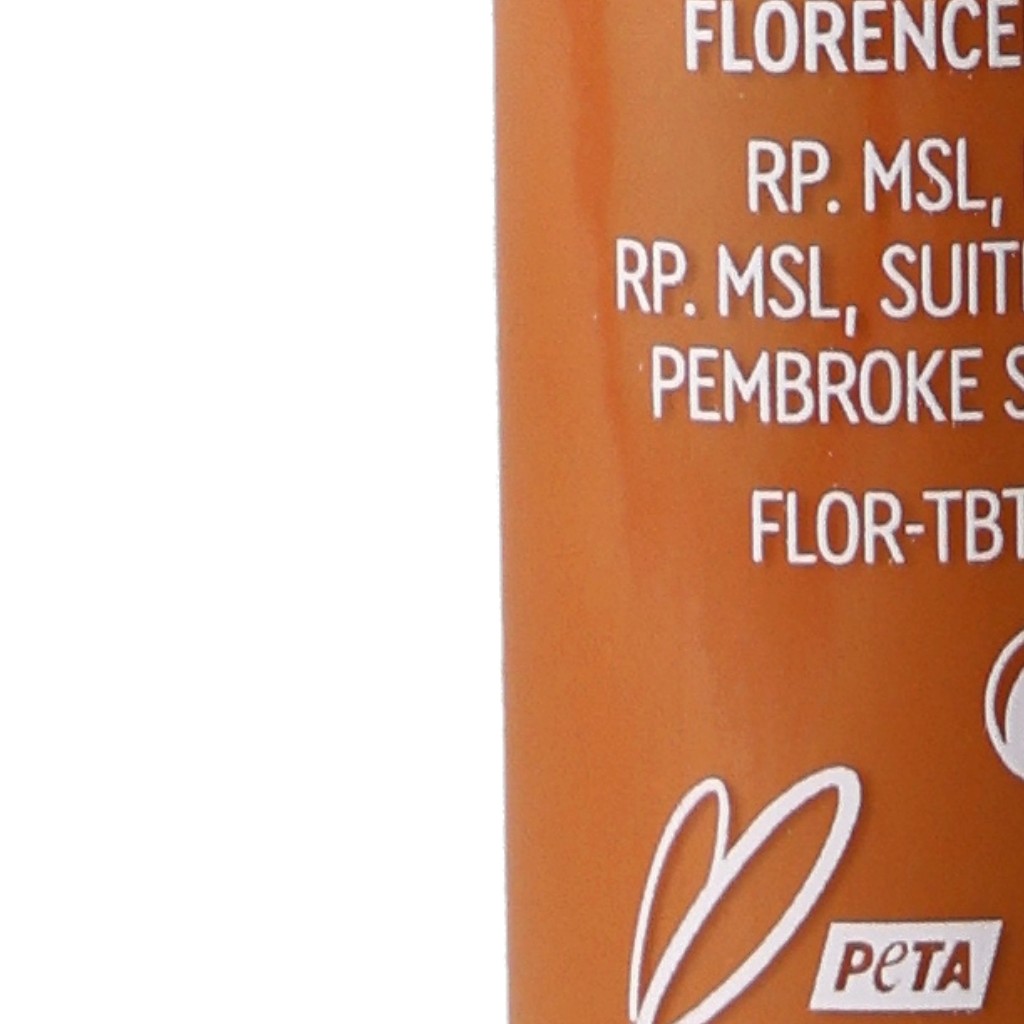 FLORENCE
RP. MSL,
RP. MSL, SUIT
PEMBROKE S
FLOR-TBT
PETA